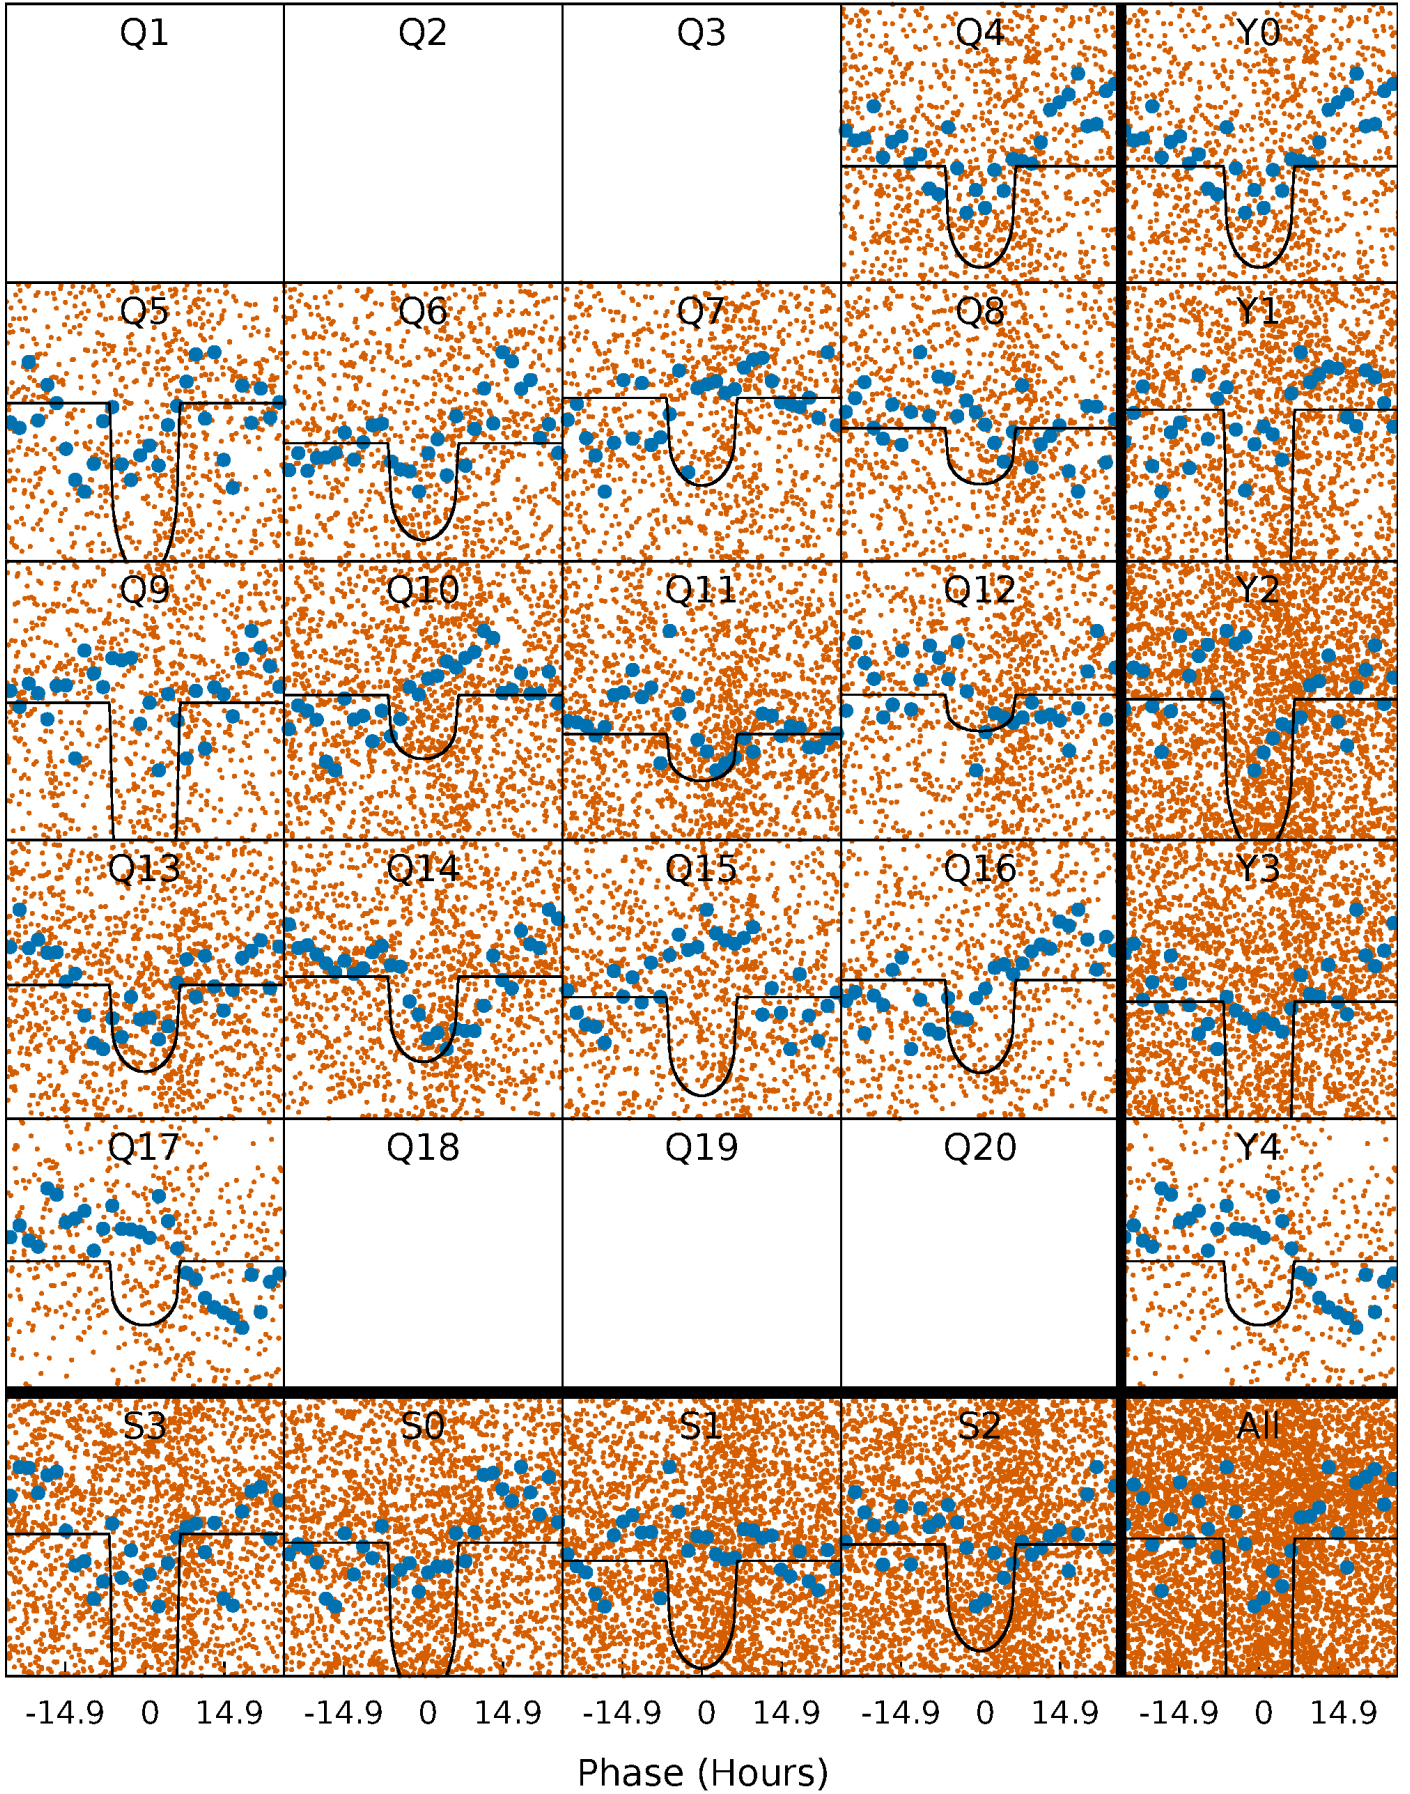 Q1 Q2 Q3 Q4 Y0
Q5 Q6 Q7 Q8 Y1
Q9 Q10 Q11 Q12 Y2
Q13 Q14 Q15 Q16 Y3
Q17 Q18 Q19 Q20 Y4
S3 S0 S1 S2 All
-14.9 0 14.9 -14.9 0 14.9 -14.9 0 14.9 -14.9 0 14.9 -14.9 0 14.9
Phase (Hours)